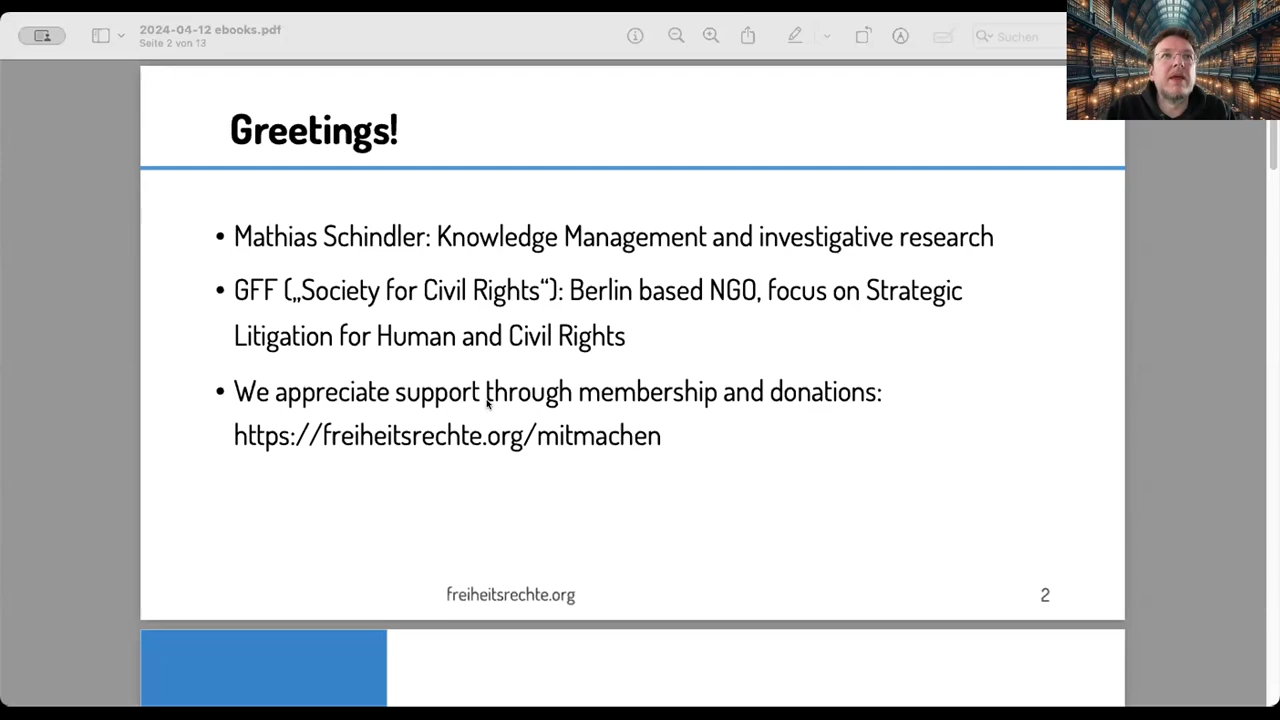 2024-04-12 ebooks.pdf
Seite 2 von 13
Suchen
Greetings!
• Mathias Schindler: Knowledge Management and investigative research
• GFF („Society for Civil Rights“): Berlin based NGO, focus on Strategic
Litigation for Human and Civil Rights
• We appreciate support through membership and donations:
https://freiheitsrechte.org/mitmachen
freiheitsrechte.org
2